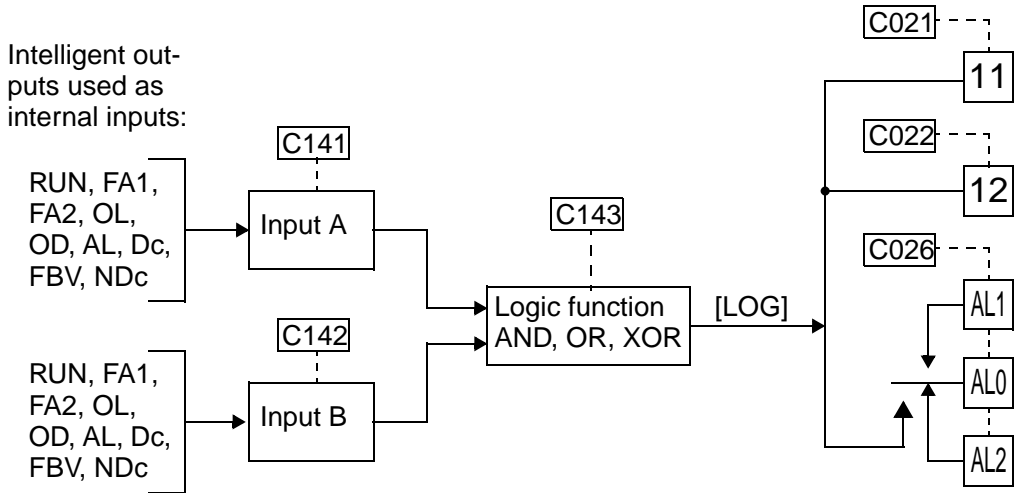 Intelligent out-
puts used as
internal inputs:
RUN, FA1,
FA2, OL,
OD, AL, Dc,
FBV, NDc
C141
Input A
RUN, FA1,
FA2, OL,
OD, AL, Dc,
FBV, NDc
C142
Input B
C143
Logic function
AND, OR, XOR
[LOG]
C021
11
C022
12
C026
AL1
AL0
AL2